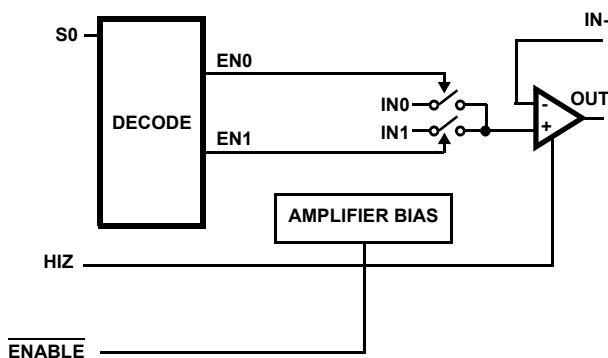 S0
DECODE
EN0
EN1
IN0
IN1
IN-
-
+
OUT
AMPLIFIER BIAS
HIZ
ENABLE